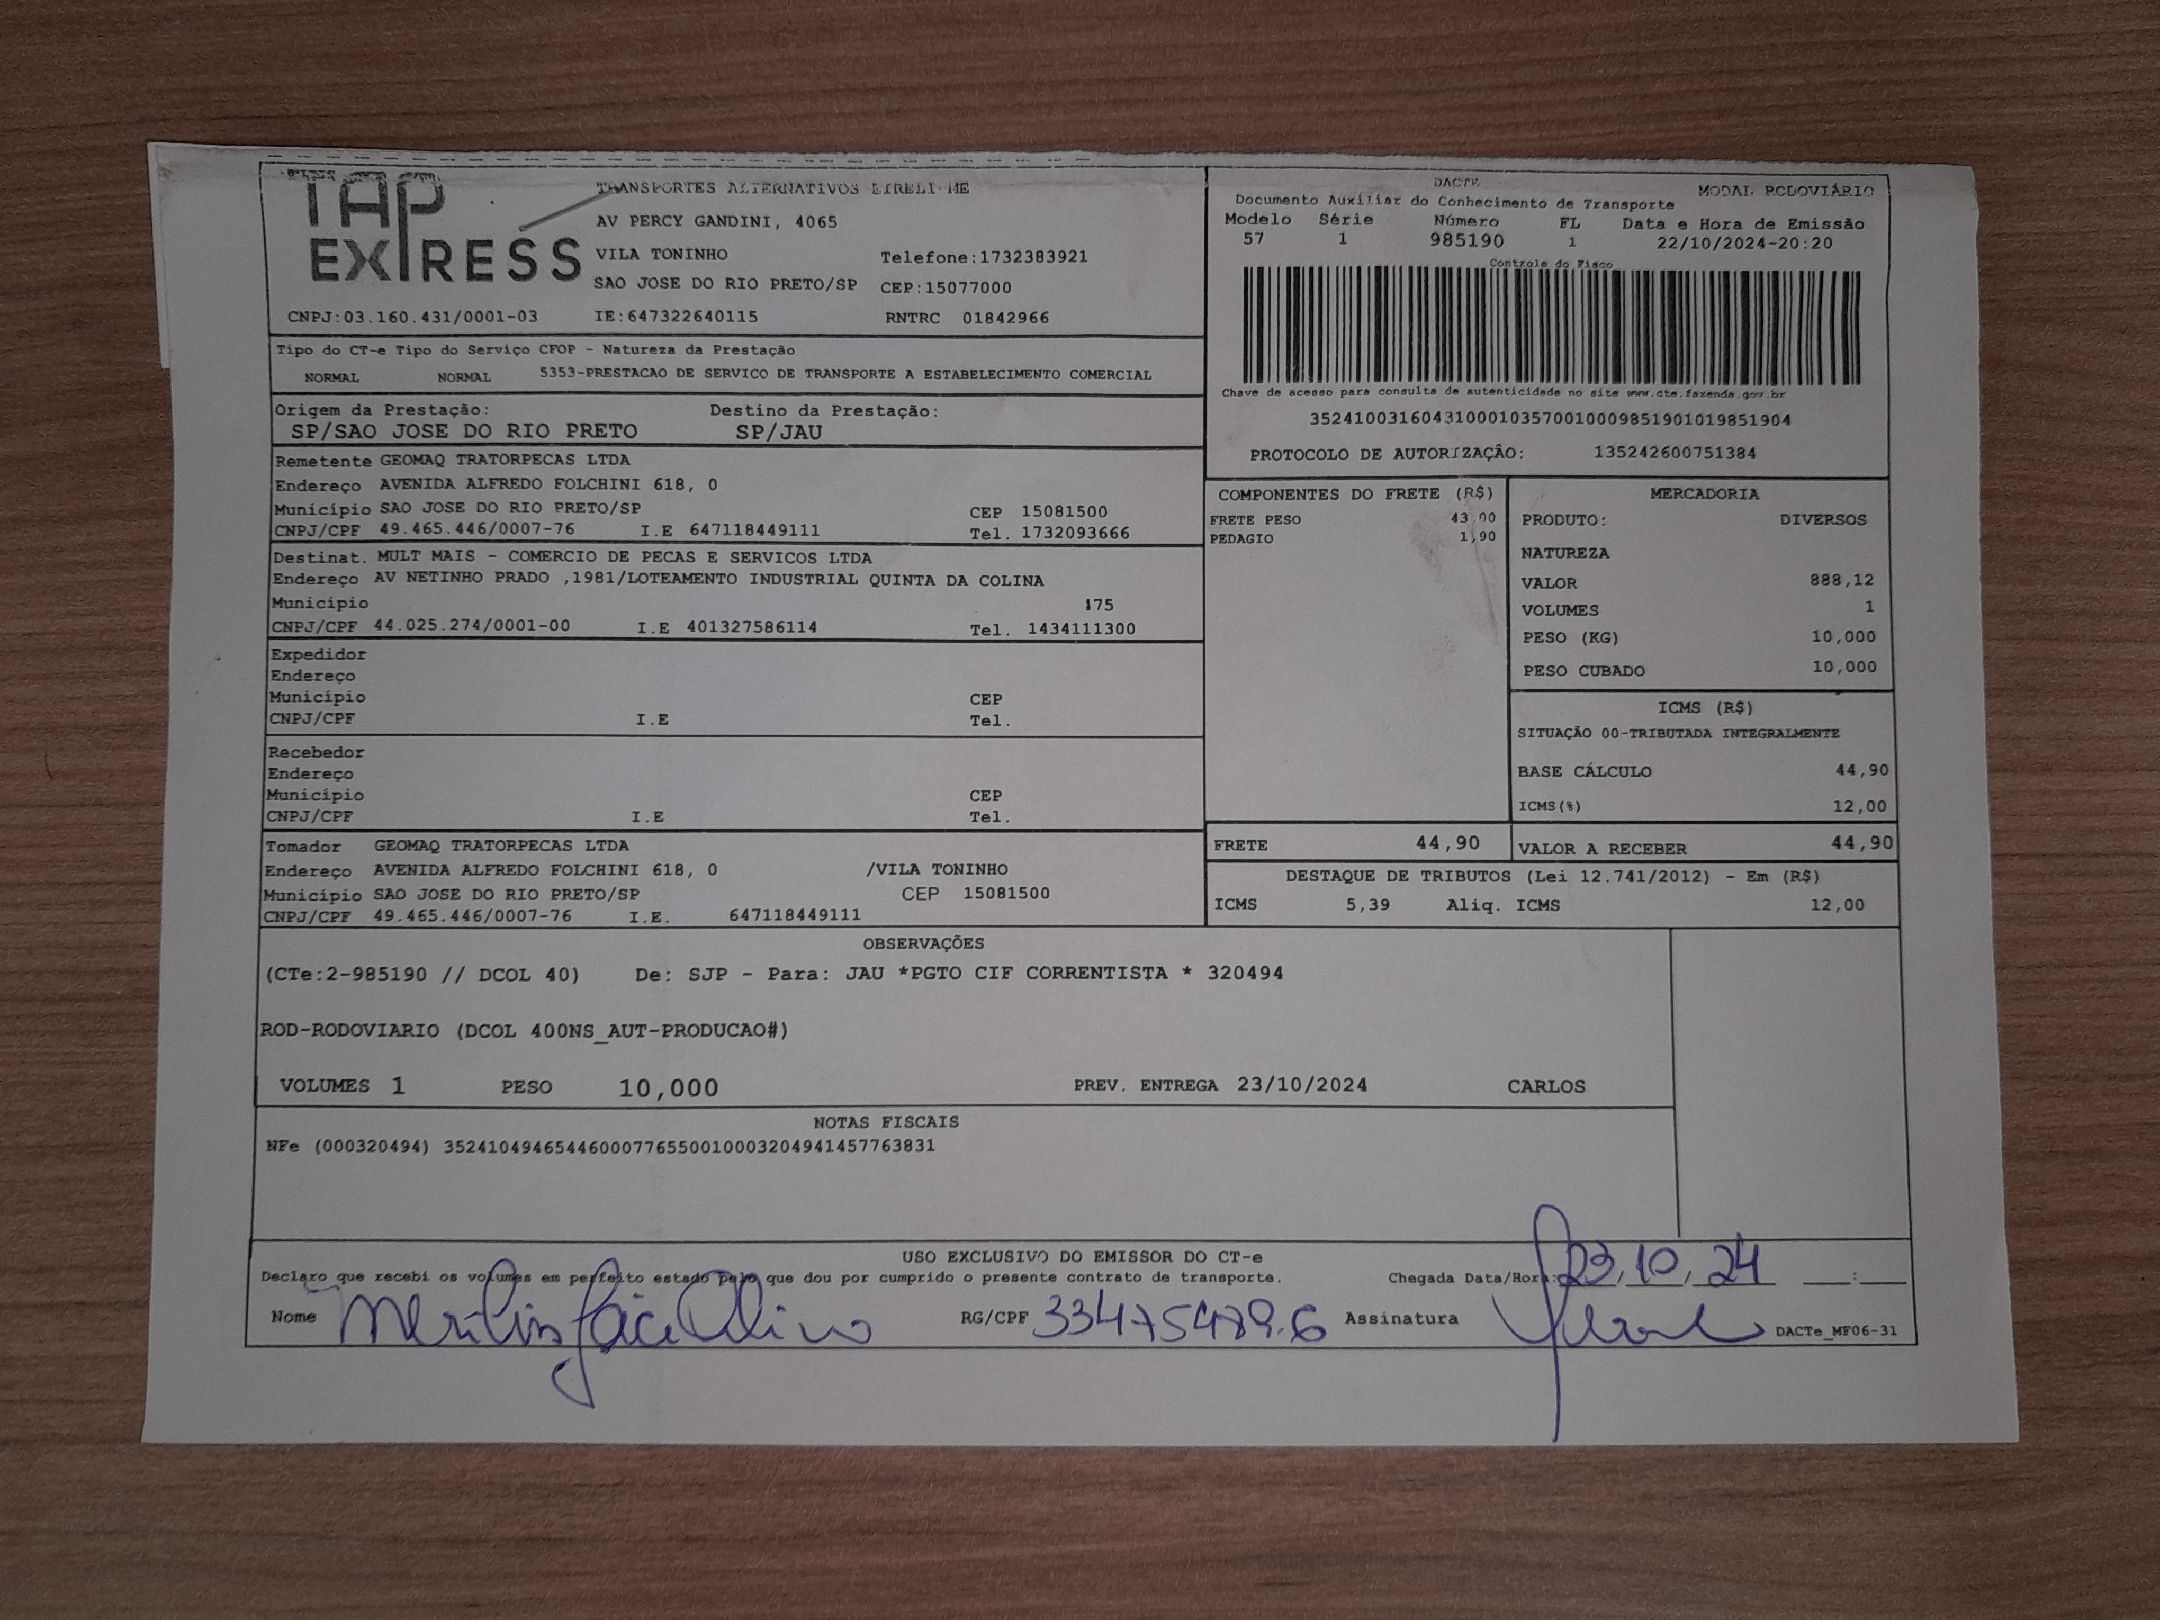 TAP EXPRESS
TRANSPORTES ALTERNATIVOS EIRELI-ME
AV PERCY GANDINI, 4065
VILA TONINHO Telefone:1732383921
SAO JOSE DO RIO PRETO/SP CEP:15077000
CNPJ:03.160.431/0001-03 IE:647322640115 RNTRC 01842966
DACTE MODAL RODOVIÁRIO
Documento Auxiliar do Conhecimento de Transporte
Modelo Série Número FL Data e Hora de Emissão
57 1 985190 1 22/10/2024-20:20
Controle do Fisco
Chave de acesso para consulta de autenticidade no site www.cte.fazenda.gov.br
35241003160431000103570010009851901019851904
PROTOCOLO DE AUTORIZAÇÃO: 135242600751384
Tipo do CT-e Tipo do Serviço CFOP - Natureza da Prestação
NORMAL NORMAL 5353-PRESTACAO DE SERVICO DE TRANSPORTE A ESTABELECIMENTO COMERCIAL
Origem da Prestação: Destino da Prestação:
SP/SAO JOSE DO RIO PRETO SP/JAU
Remetente GEOMAQ TRATORPECAS LTDA
Endereço AVENIDA ALFREDO FOLCHINI 618, 0
Município SAO JOSE DO RIO PRETO/SP CEP 15081500
CNPJ/CPF 49.465.446/0007-76 I.E 647118449111 Tel. 1732093666
Destinat. MULT MAIS - COMERCIO DE PECAS E SERVICOS LTDA
Endereço AV NETINHO PRADO ,1981/LOTEAMENTO INDUSTRIAL QUINTA DA COLINA
Município 175
CNPJ/CPF 44.025.274/0001-00 I.E 401327586114 Tel. 1434111300
Expedidor
Endereço
Município CEP
CNPJ/CPF I.E Tel.
Recebedor
Endereço
Município CEP
CNPJ/CPF I.E Tel.
Tomador GEOMAQ TRATORPECAS LTDA
Endereço AVENIDA ALFREDO FOLCHINI 618, 0 /VILA TONINHO
Município SAO JOSE DO RIO PRETO/SP CEP 15081500
CNPJ/CPF 49.465.446/0007-76 I.E. 647118449111
COMPONENTES DO FRETE (R$)
FRETE PESO 43,00
PEDAGIO 1,90
MERCADORIA
PRODUTO: DIVERSOS
NATUREZA
VALOR 888,12
VOLUMES 1
PESO (KG) 10,000
PESO CUBADO 10,000
ICMS (R$)
SITUAÇÃO 00-TRIBUTADA INTEGRALMENTE
BASE CÁLCULO 44,90
ICMS(%) 12,00
FRETE 44,90 VALOR A RECEBER 44,90
DESTAQUE DE TRIBUTOS (Lei 12.741/2012) - Em (R$)
ICMS 5,39 Aliq. ICMS 12,00
OBSERVAÇÕES
(CTe:2-985190 // DCOL 40) De: SJP - Para: JAU *PGTO CIF CORRENTISTA * 320494
ROD-RODOVIARIO (DCOL 400NS_AUT-PRODUCAO#)
VOLUMES 1 PESO 10,000 PREV. ENTREGA 23/10/2024 CARLOS
NOTAS FISCAIS
NFe (000320494) 35241049465446000776550010003204941457763831
USO EXCLUSIVO DO EMISSOR DO CT-e
Declaro que recebi os volumes em perfeito estado pelo que dou por cumprido o presente contrato de transporte. Chegada Data/Hora: 23,10,24 :
Nome RG/CPF 33475479.6 Assinatura DACTe_MF06-31